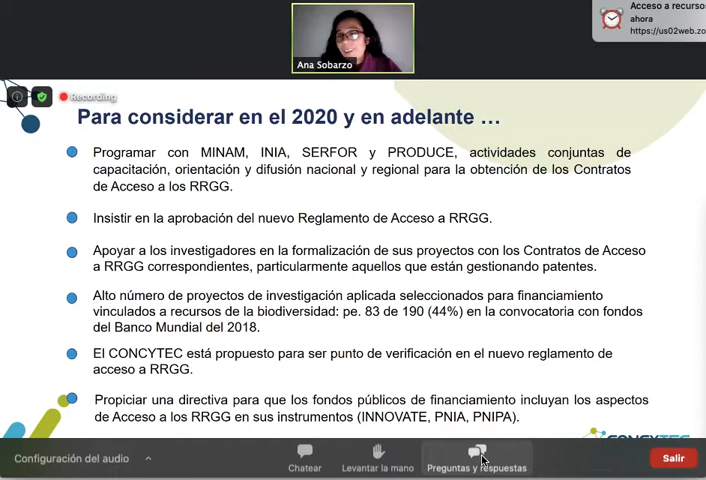 Acceso a recurso
ahora
https://us02web.zo
Ana Sobarzo
Recording
Para considerar en el 2020 y en adelante …
Programar con MINAM, INIA, SERFOR y PRODUCE, actividades conjuntas de
capacitación, orientación y difusión nacional y regional para la obtención de los Contratos
de Acceso a los RRGG.
Insistir en la aprobación del nuevo Reglamento de Acceso a RRGG.
Apoyar a los investigadores en la formalización de sus proyectos con los Contratos de Acceso
a RRGG correspondientes, particularmente aquellos que están gestionando patentes.
Alto número de proyectos de investigación aplicada seleccionados para financiamiento
vinculados a recursos de la biodiversidad: pe. 83 de 190 (44%) en la convocatoria con fondos
del Banco Mundial del 2018.
El CONCYTEC está propuesto para ser punto de verificación en el nuevo reglamento de
acceso a RRGG.
Propiciar una directiva para que los fondos públicos de financiamiento incluyan los aspectos
de Acceso a los RRGG en sus instrumentos (INNOVATE, PNIA, PNIPA).
CONCYTEC
Configuración del audio
Chatear
Levantar la mano
Preguntas y respuestas
Salir